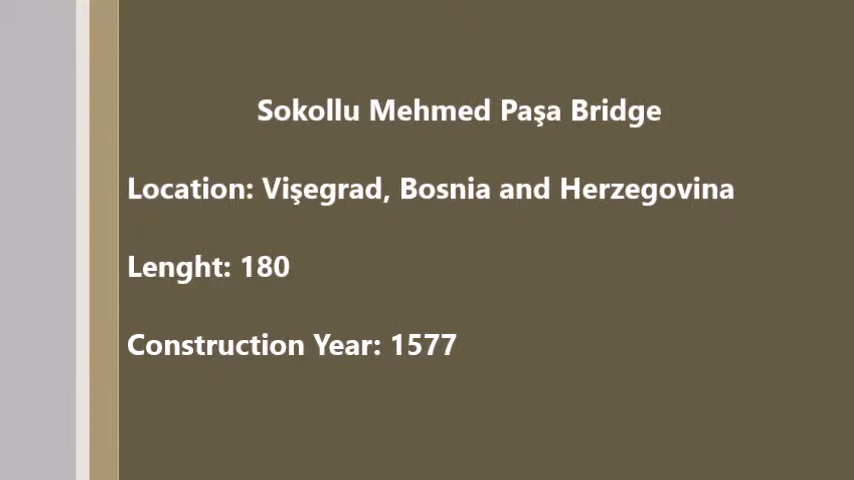 Sokollu Mehmed Paşa Bridge
Location: Vişegrad, Bosnia and Herzegovina
Lenght: 180
Construction Year: 1577